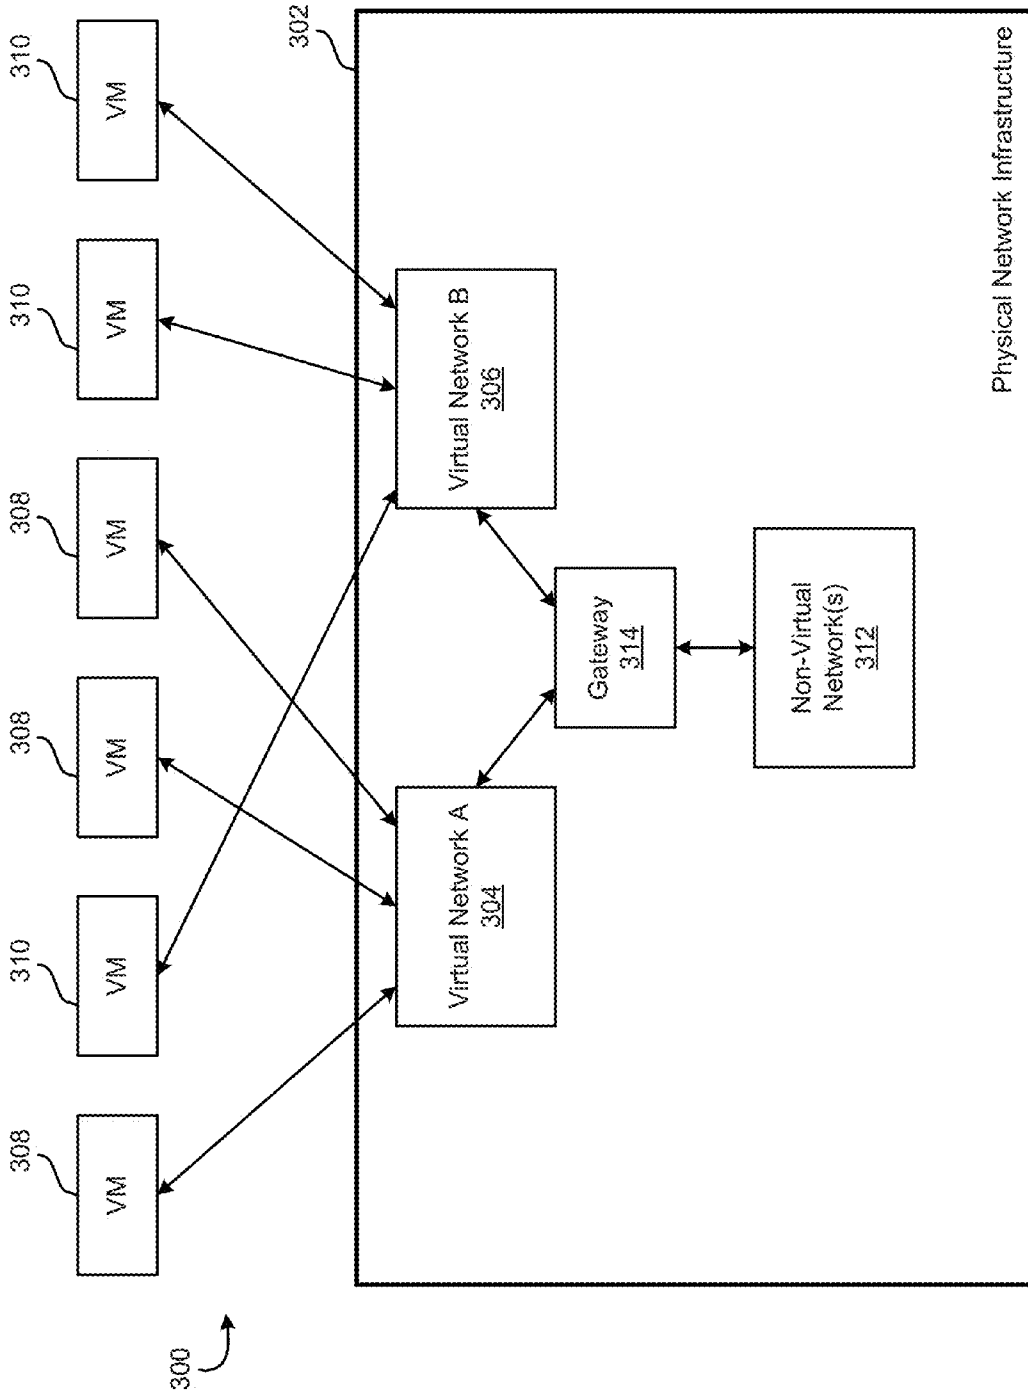 308
310
308
308
310
310
VM
VM
VM
VM
VM
VM
300
302
Virtual Network A
304
Virtual Network B
306
Gateway
314
Non-Virtual
Network(s)
312
Physical Network Infrastructure